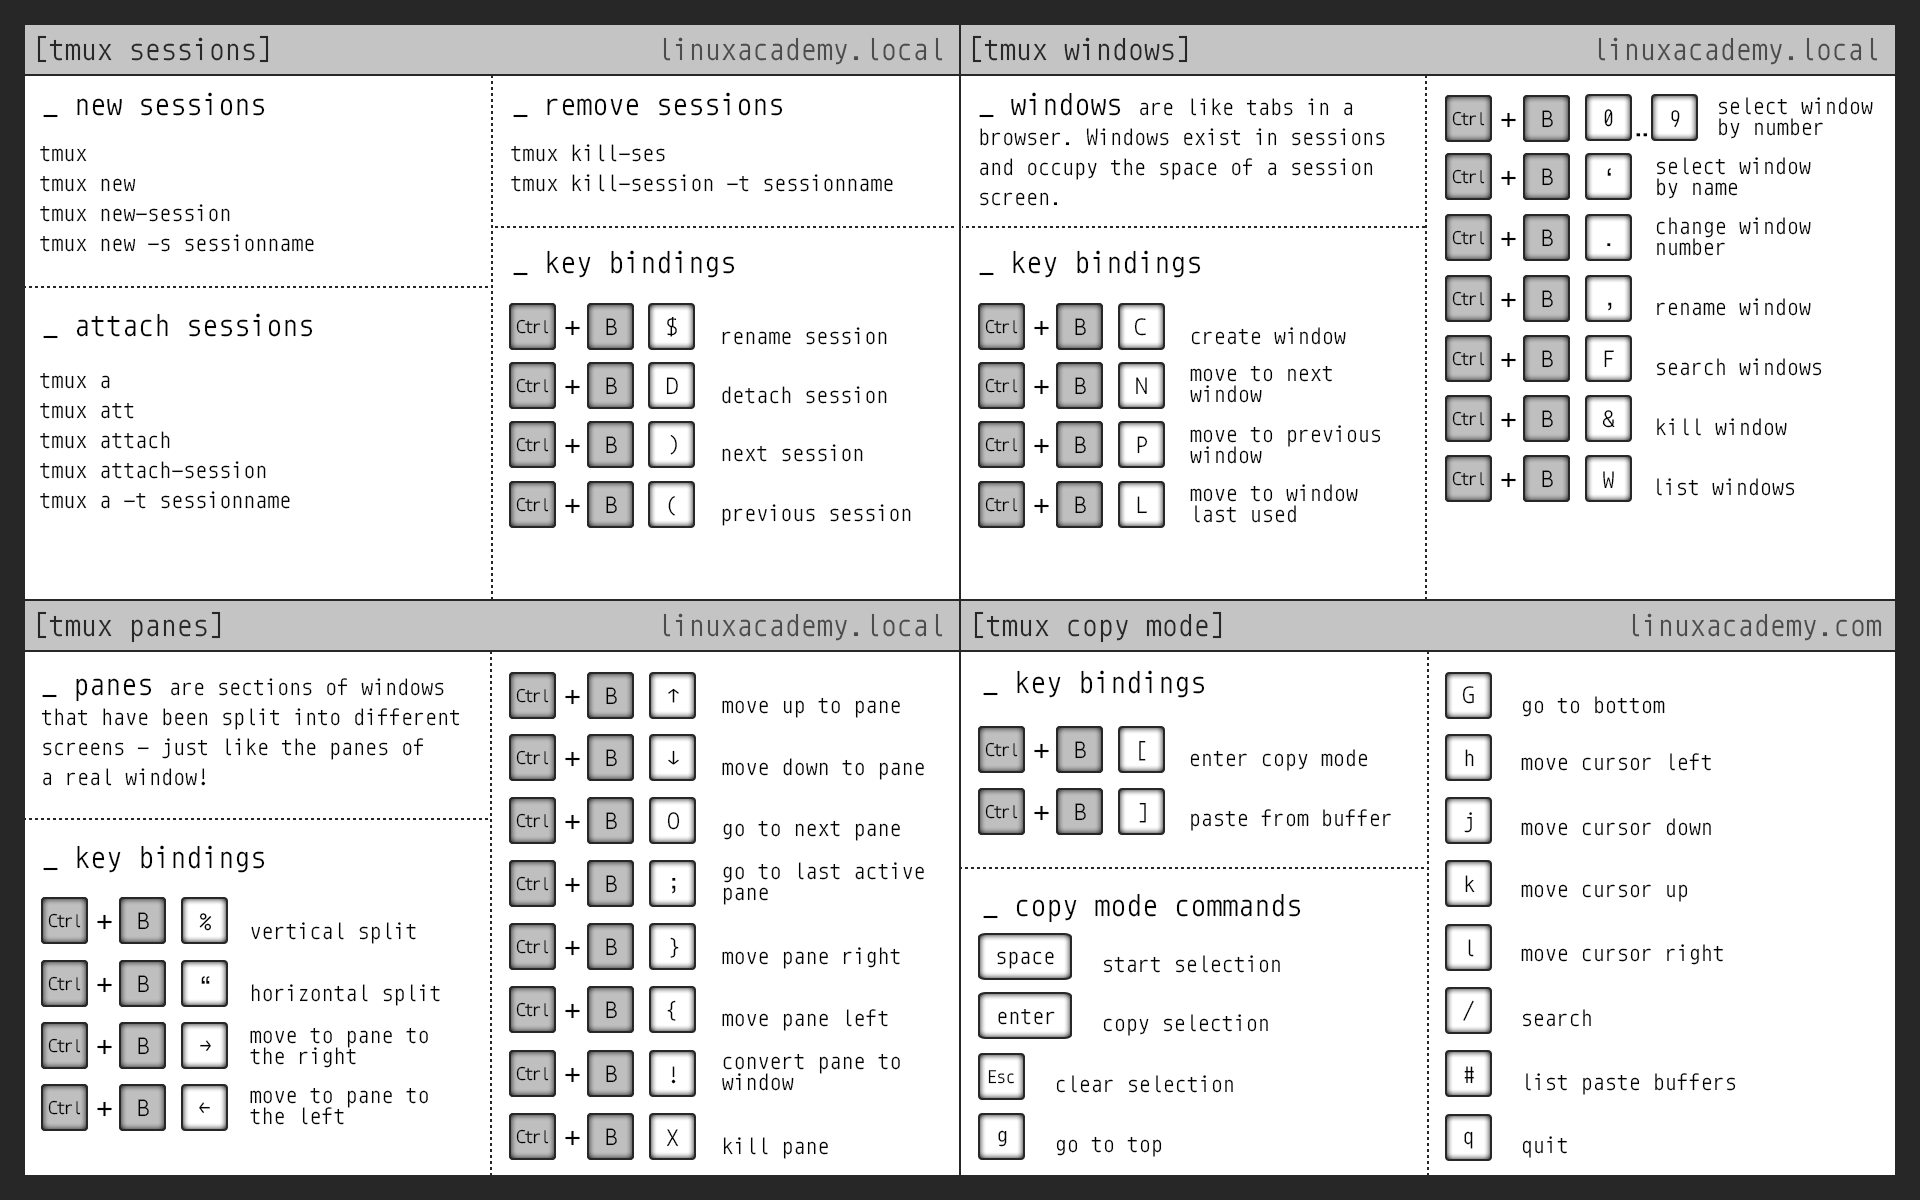 [tmux sessions] linuxacademy.local
_ new sessions
tmux
tmux new
tmux new-session
tmux new -s sessionname
_ attach sessions
tmux a
tmux att
tmux attach
tmux attach-session
tmux a -t sessionname
_ remove sessions
tmux kill-ses
tmux kill-session -t sessionname
_ key bindings
Ctrl + B $ rename session
Ctrl + B D detach session
Ctrl + B ) next session
Ctrl + B ( previous session
[tmux windows] linuxacademy.local
_ windows are like tabs in a
browser. Windows exist in sessions
and occupy the space of a session
screen.
_ key bindings
Ctrl + B C create window
Ctrl + B N move to next
window
Ctrl + B P move to previous
window
Ctrl + B L move to window
last used
Ctrl + B 0 .. 9 select window
by number
Ctrl + B ‘ select window
by name
Ctrl + B . change window
number
Ctrl + B , rename window
Ctrl + B F search windows
Ctrl + B & kill window
Ctrl + B W list windows
[tmux panes] linuxacademy.local
_ panes are sections of windows
that have been split into different
screens – just like the panes of
a real window!
_ key bindings
Ctrl + B % vertical split
Ctrl + B “ horizontal split
Ctrl + B → move to pane to
the right
Ctrl + B ← move to pane to
the left
Ctrl + B ↑ move up to pane
Ctrl + B ↓ move down to pane
Ctrl + B O go to next pane
Ctrl + B ; go to last active
pane
Ctrl + B } move pane right
Ctrl + B { move pane left
Ctrl + B ! convert pane to
window
Ctrl + B X kill pane
[tmux copy mode] linuxacademy.com
_ key bindings
Ctrl + B [ enter copy mode
Ctrl + B ] paste from buffer
_ copy mode commands
space start selection
enter copy selection
Esc clear selection
g go to top
G go to bottom
h move cursor left
j move cursor down
k move cursor up
l move cursor right
/ search
# list paste buffers
q quit